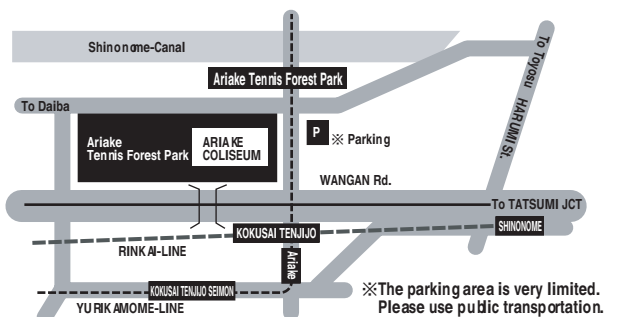 Shinonome-Canal
Ariake Tennis Forest Park
To Toyosu
HARUMI St.
To Daiba
Ariake
Tennis Forest Park
ARIAKE
COLISEUM
P
※ Parking
WANGAN Rd.
To TATSUMI JCT
SHINONOME
KOKUSAI TENJIJO
RINKAI-LINE
Ariake
KOKUSAI TENJIJO SEIMON
YURIKAMOME-LINE
※The parking area is very limited.
Please use public transportation.